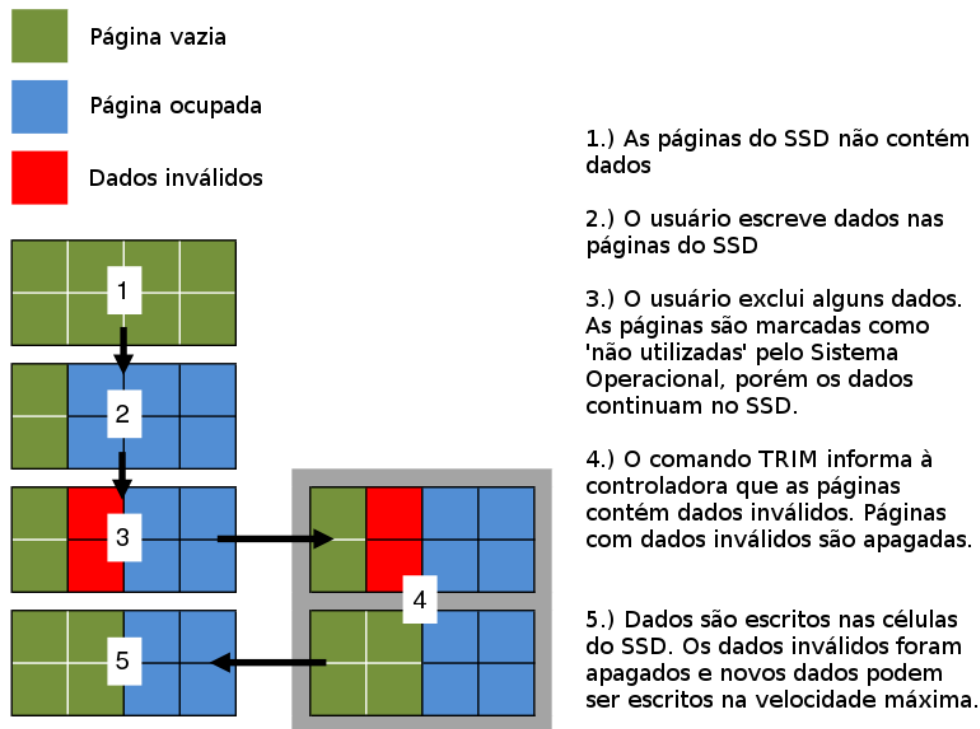 Página vazia
Página ocupada
Dados inválidos
1
2
3
4
5
1.) As páginas do SSD não contém
dados
2.) O usuário escreve dados nas
páginas do SSD
3.) O usuário exclui alguns dados.
As páginas são marcadas como
'não utilizadas' pelo Sistema
Operacional, porém os dados
continuam no SSD.
4.) O comando TRIM informa à
controladora que as páginas
contém dados inválidos. Páginas
com dados inválidos são apagadas.
5.) Dados são escritos nas células
do SSD. Os dados inválidos foram
apagados e novos dados podem
ser escritos na velocidade máxima.